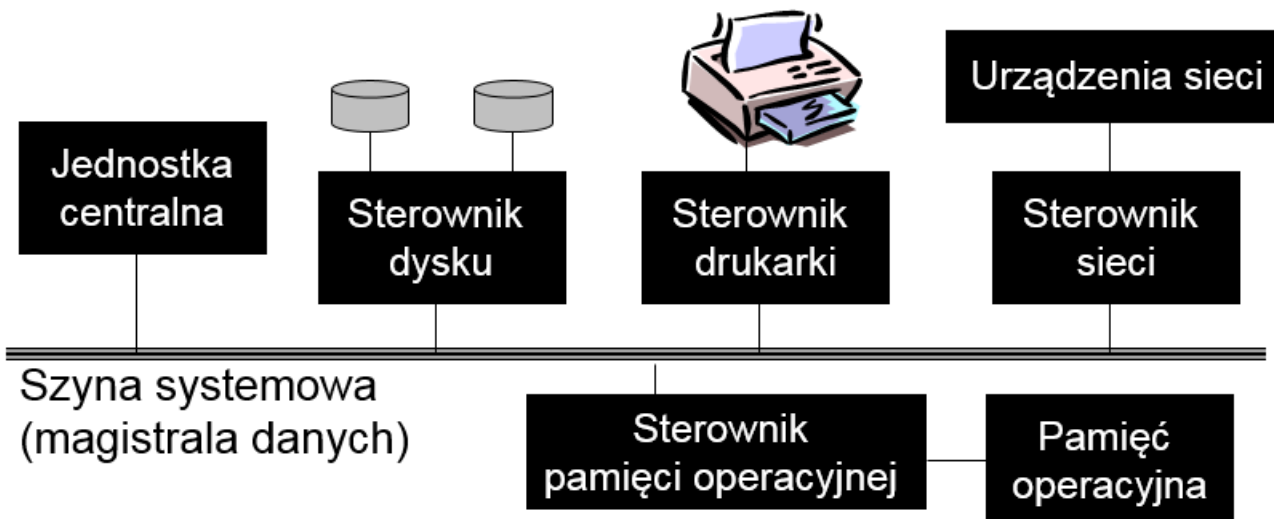 Urządzenia sieci
Jednostka
centralna
Sterownik
dysku
Sterownik
drukarki
Sterownik
sieci
Szyna systemowa
(magistrala danych)
Sterownik
pamięci operacyjnej
Pamięć
operacyjna